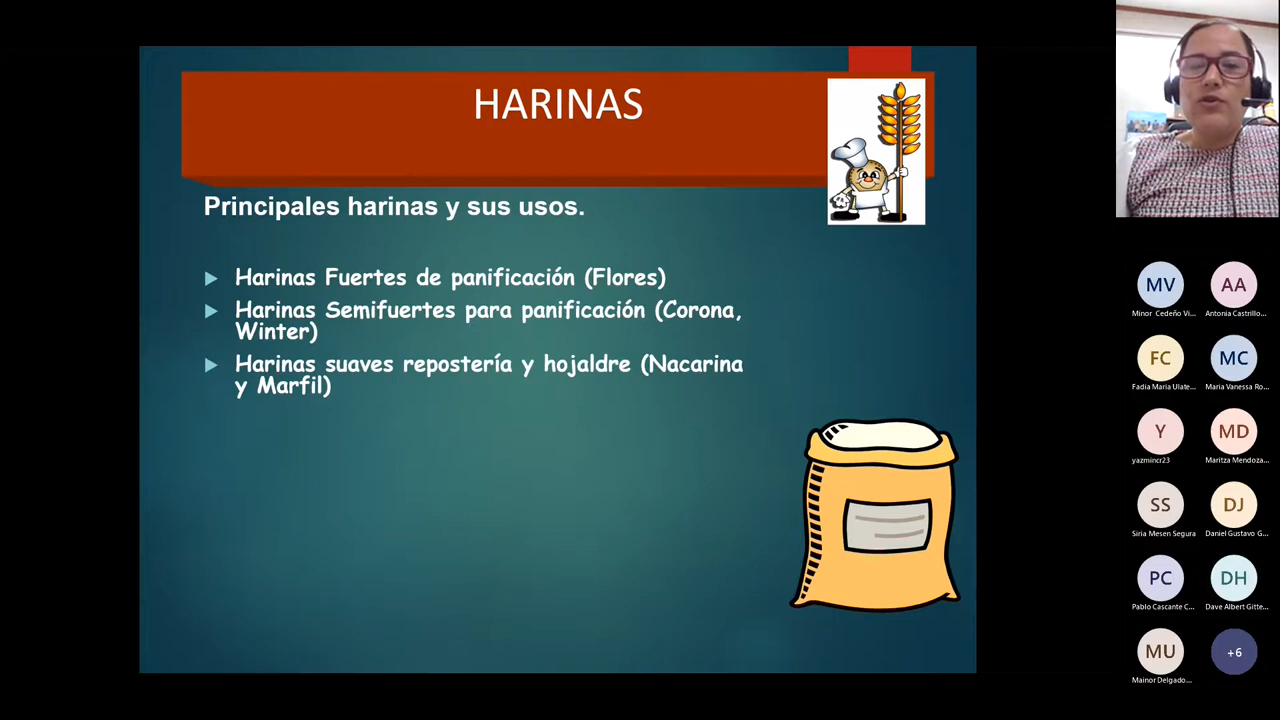 HARINAS
Principales harinas y sus usos.
Harinas Fuertes de panificación (Flores)
Harinas Semifuertes para panificación (Corona,
Winter)
Harinas suaves repostería y hojaldre (Nacarina
y Marfil)
MV
AA
Minor Cedeño Vi...
Antonia Castrillo...
FC
MC
Fadia Maria Ulate...
Maria Vanessa Ro...
Y
MD
yazmincr23
Maritza Mendoza...
SS
DJ
Siria Mesen Segura
Daniel Gustavo G...
PC
DH
Pablo Cascante C...
Dave Albert Gitte...
MU
+6
Mainor Delgado...